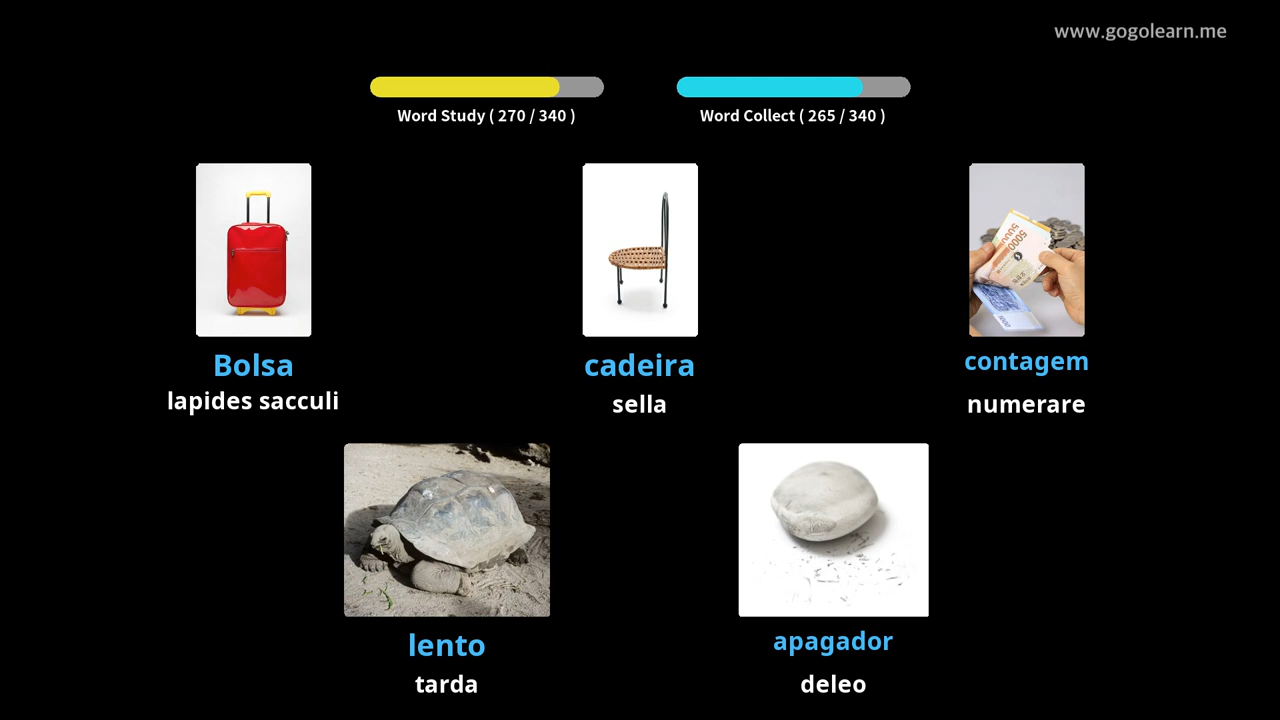 www.gogolearn.me
Word Study ( 270 / 340 )
Word Collect ( 265 / 340 )
5000
Bolsa
lapides sacculi
cadeira
sella
contagem
numerare
lento
tarda
apagador
deleo